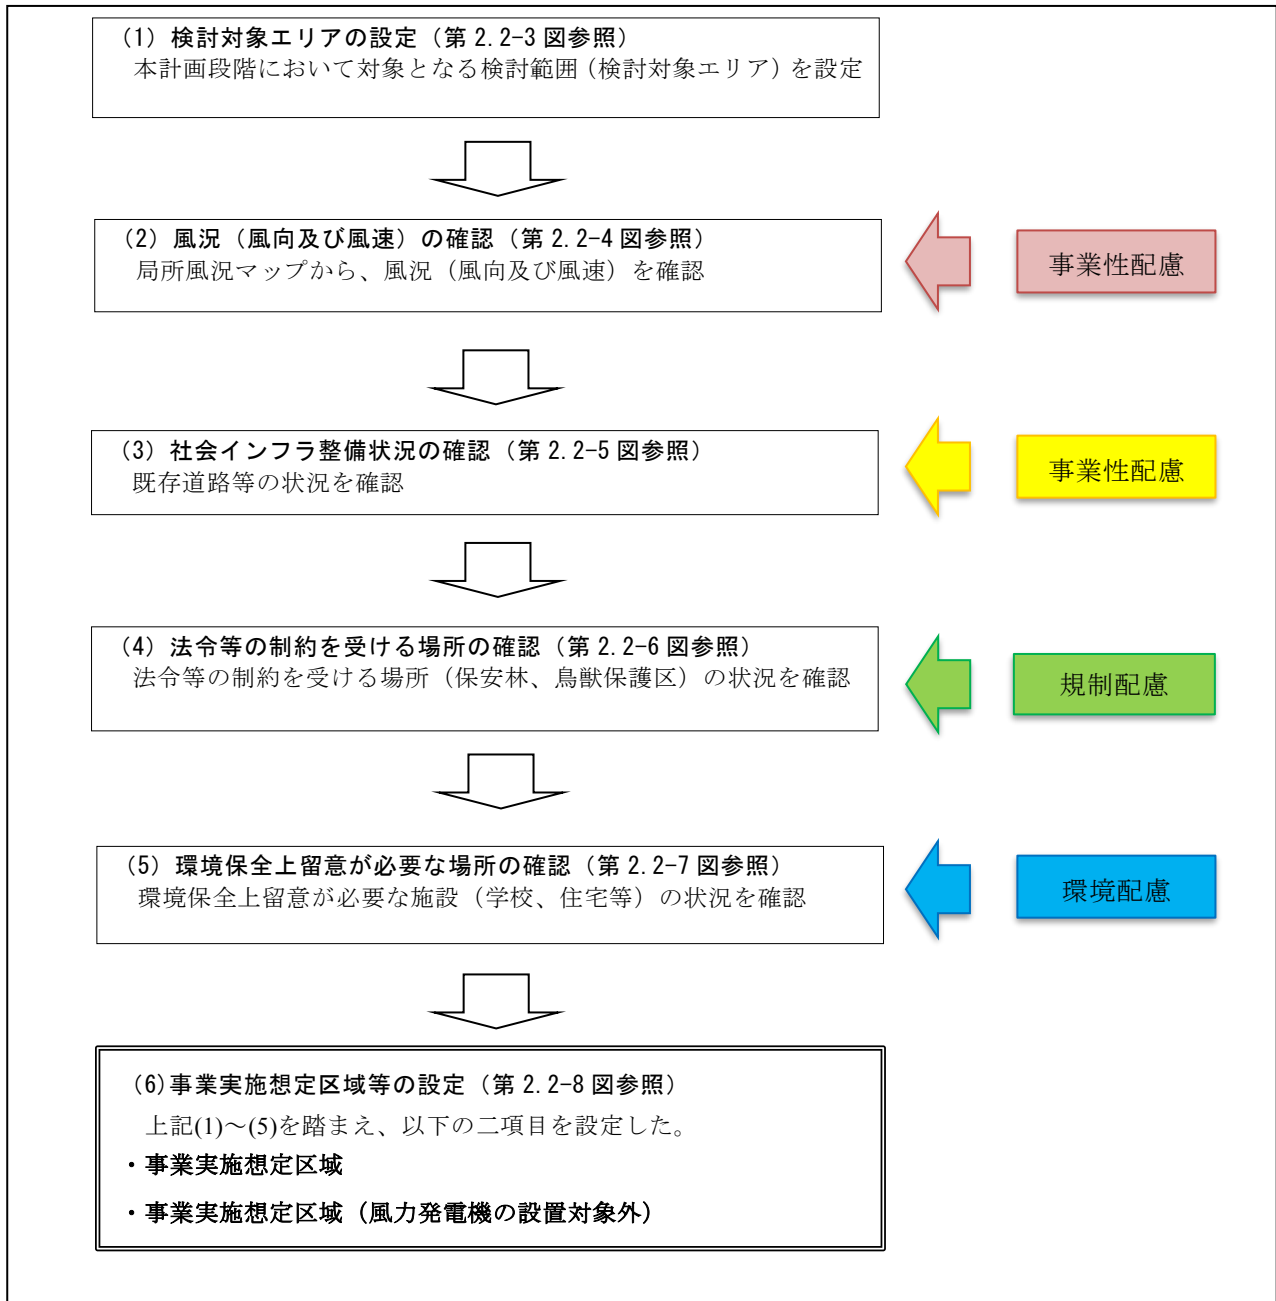 (1) 検討対象エリアの設定（第 2.2-3 図参照）
本計画段階において対象となる検討範囲（検討対象エリア）を設定
(2) 風況（風向及び風速）の確認（第 2.2-4 図参照）
局所風況マップから、風況（風向及び風速）を確認
事業性配慮
(3) 社会インフラ整備状況の確認（第 2.2-5 図参照）
既存道路等の状況を確認
事業性配慮
(4) 法令等の制約を受ける場所の確認（第 2.2-6 図参照）
法令等の制約を受ける場所（保安林、鳥獣保護区）の状況を確認
規制配慮
(5) 環境保全上留意が必要な場所の確認（第 2.2-7 図参照）
環境保全上留意が必要な施設（学校、住宅等）の状況を確認
環境配慮
(6)事業実施想定区域等の設定（第 2.2-8 図参照）
上記(1)～(5)を踏まえ、以下の二項目を設定した。
・事業実施想定区域
・事業実施想定区域（風力発電機の設置対象外）